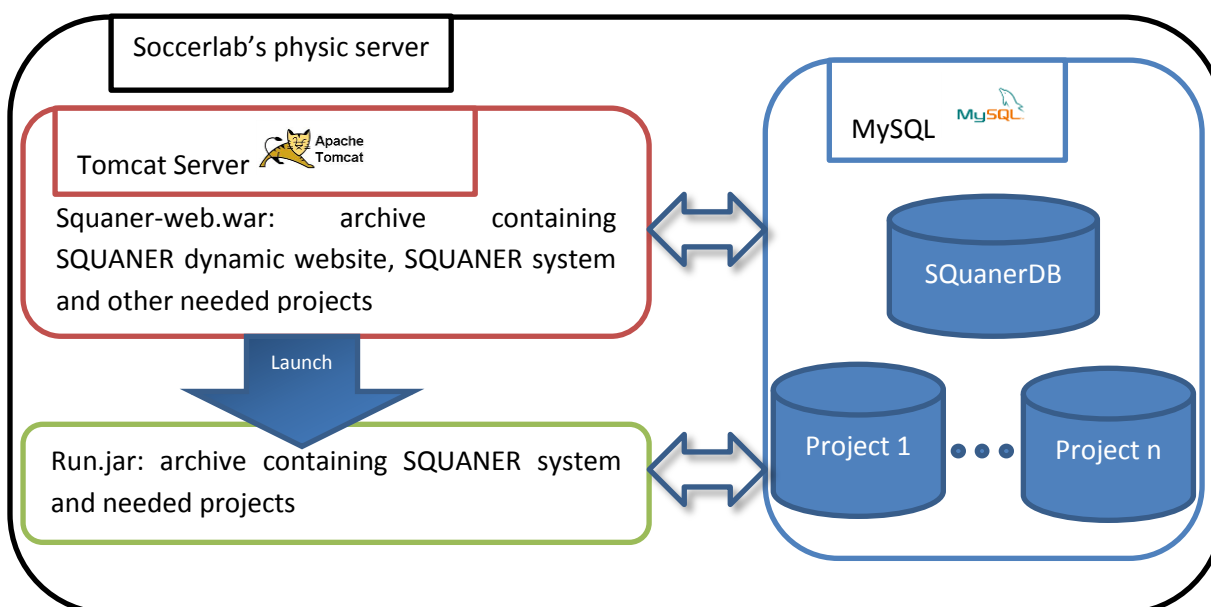 Soccerlab’s physic server
Tomcat Server
Apache
Tomcat
Squaner-web.war: archive containing
SQUANER dynamic website, SQUANER system
and other needed projects
Launch
Run.jar: archive containing SQUANER system
and needed projects
MySQL
MySQL
SQuanerDB
Project 1
Project n